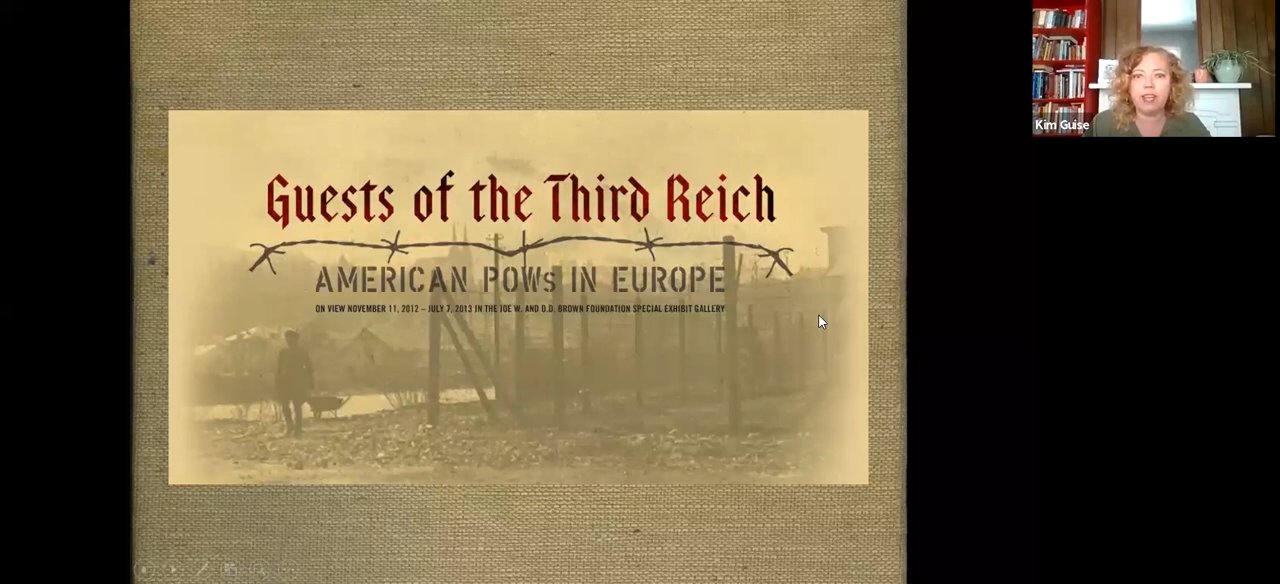 Guests of the Third Reich
AMERICAN POWs IN EUROPE
ON VIEW NOVEMBER 11, 2012 – JULY 7, 2013 IN THE JOE W. AND D.D. BROWN FOUNDATION SPECIAL EXHIBIT GALLERY
Kim Guise